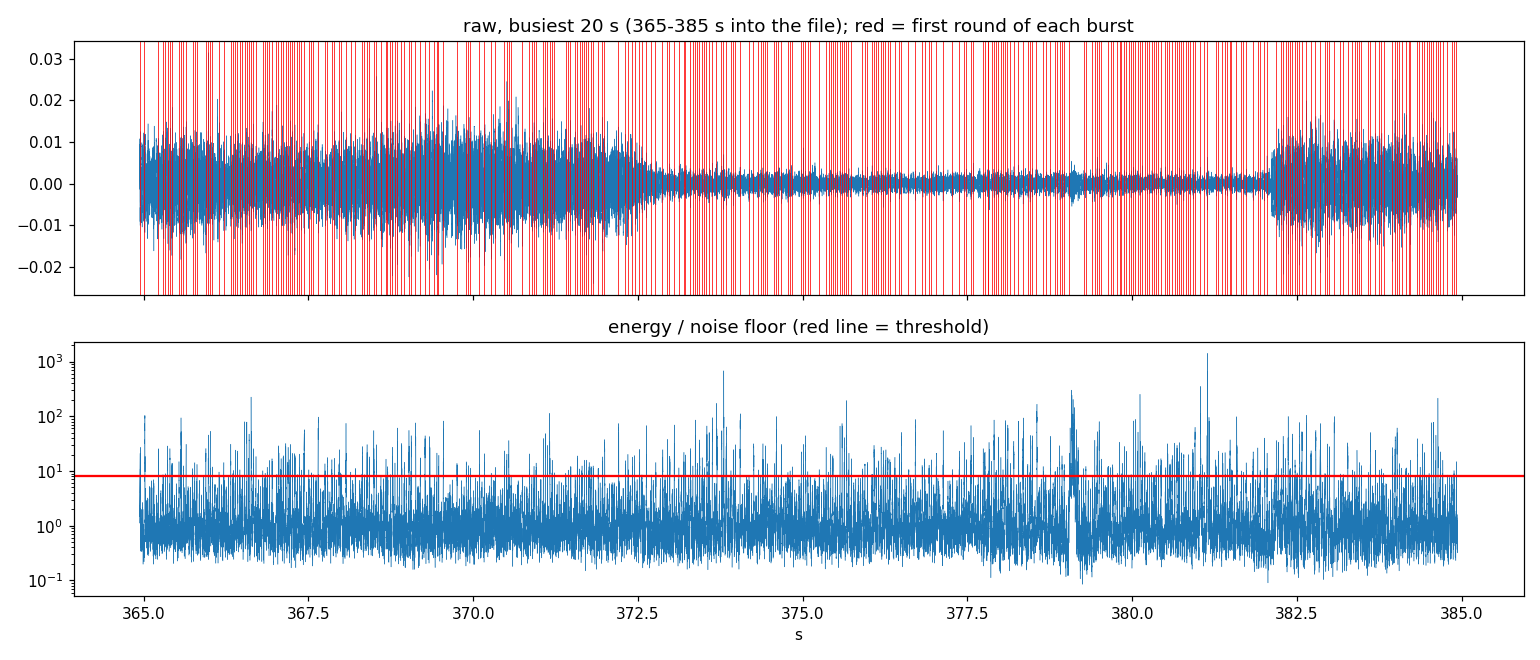 raw, busiest 20 s (365-385 s into the file); red = first round of each burst
0.03
0.02
0.01
0.00
−0.01
−0.02
energy / noise floor (red line = threshold)
10³
10²
10¹
10⁰
10⁻¹
365.0 367.5 370.0 372.5 375.0 377.5 380.0 382.5 385.0
s